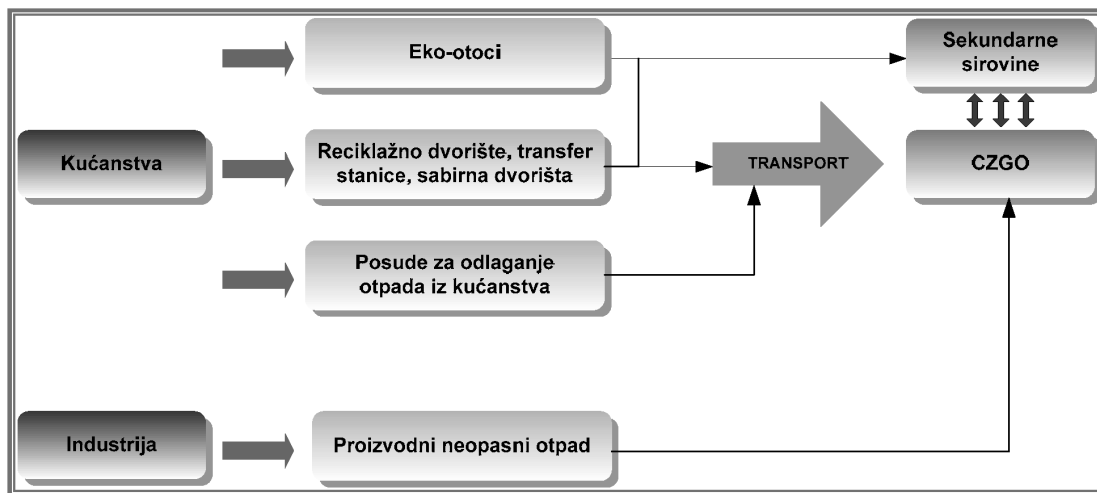 Eko-otoci
Sekundarne
sirovine
Kućanstva
Reciklažno dvorište, transfer
stanice, sabirna dvorišta
TRANSPORT
CZGO
Posude za odlaganje
otpada iz kućanstva
Industrija
Proizvodni neopasni otpad